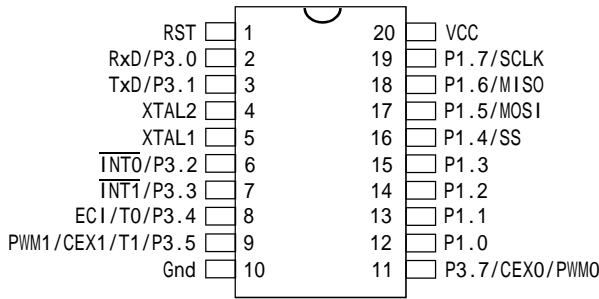 RST 1 20 VCC
RxD/P3.0 2 19 P1.7/SCLK
TxD/P3.1 3 18 P1.6/MISO
XTAL2 4 17 P1.5/MOSI
XTAL1 5 16 P1.4/SS
INT0/P3.2 6 15 P1.3
INT1/P3.3 7 14 P1.2
ECI/T0/P3.4 8 13 P1.1
PWM1/CEX1/T1/P3.5 9 12 P1.0
Gnd 10 11 P3.7/CEX0/PWM0